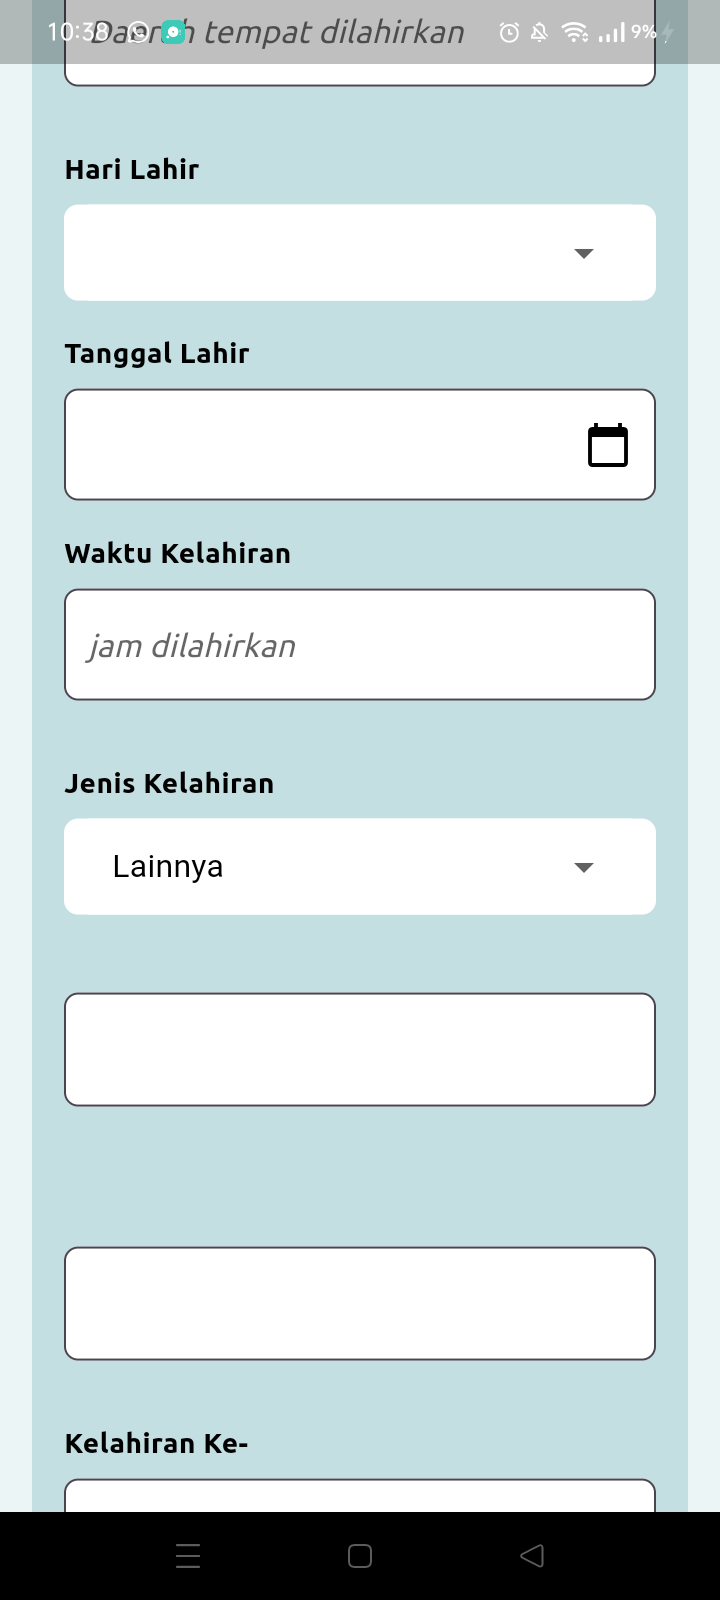 10:38
9%
Daerah tempat dilahirkan
Hari Lahir
Tanggal Lahir
Waktu Kelahiran
jam dilahirkan
Jenis Kelahiran
Lainnya
Kelahiran Ke-